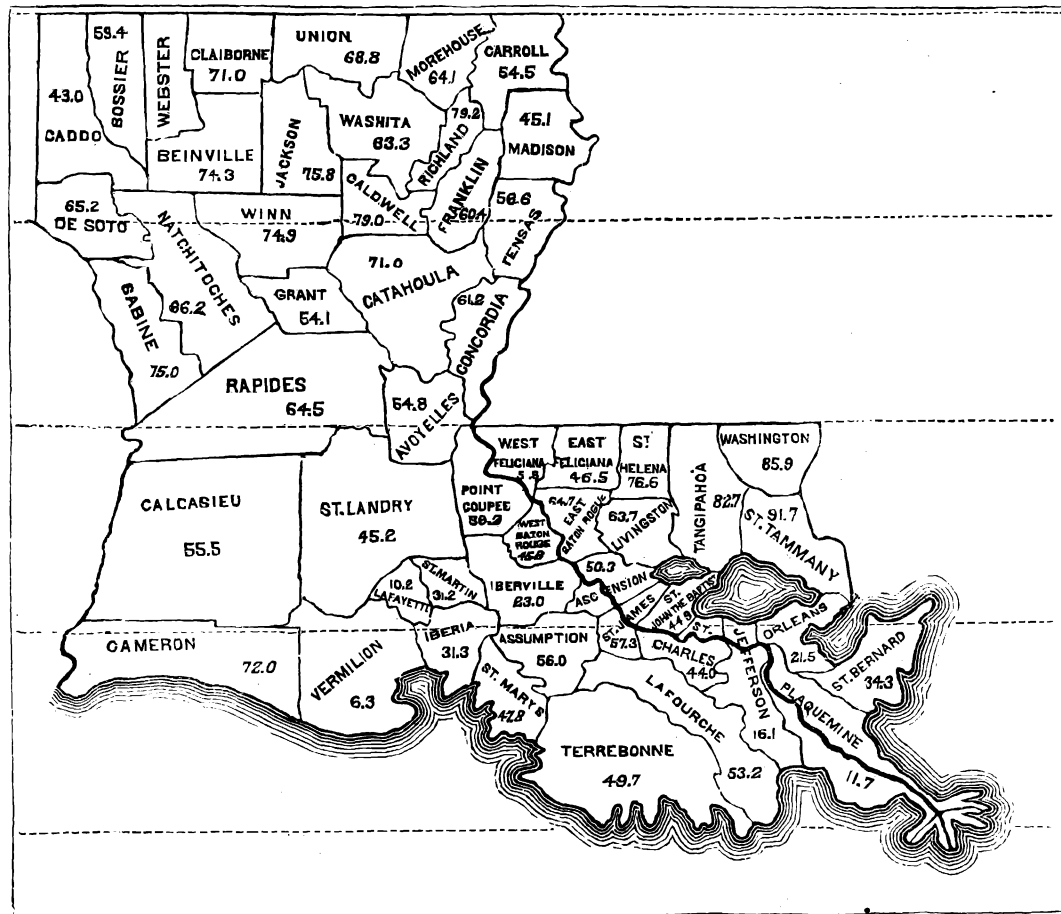 59.4
BOSSIER
WEBSTER
CLAIBORNE
71.0
UNION
68.8
MOREHOUSE
64.1
CARROLL
54.5
43.0
CADDO
BEINVILLE
74.3
JACKSON
75.8
WASHITA
63.3
79.2
RICHLAND
45.1
MADISON
CALDWELL
79.0
FRANKLIN
56.6
TENSAS
65.2
DE SOTO
NATCHITOCHES
66.2
WINN
74.9
71.0
CATAHOULA
GRANT
54.1
61.2
CONCORDIA
SABINE
75.0
RAPIDES
64.5
54.8
AVOYELLES
WEST
FELICIANA
EAST
FELICIANA
46.5
ST
HELENA
76.6
TANGIPAHOA
82.7
WASHINGTON
85.9
CALCASIEU
55.5
ST. LANDRY
45.2
POINT
COUPEE
WEST
BATON
ROUGE
64.7
EAST
BATON ROGUE
63.7
LIVINGSTON
91.7
ST. TAMMANY
10.2
LAFAYETTE
ST. MARTIN
31.2
IBERVILLE
23.0
50.3
ASCENSION
ST. JAMES
57.3
ST.
JOHN THE BAPTIST
44.9
ST.
CHARLES
44.0
JEFFERSON
16.1
ORLEANS
21.5
ST. BERNARD
34.3
CAMERON
72.0
VERMILION
6.3
IBERIA
31.3
ASSUMPTION
56.0
ST. MARYS
47.8
LAFOURCHE
53.2
PLAQUEMINE
11.7
TERREBONNE
49.7